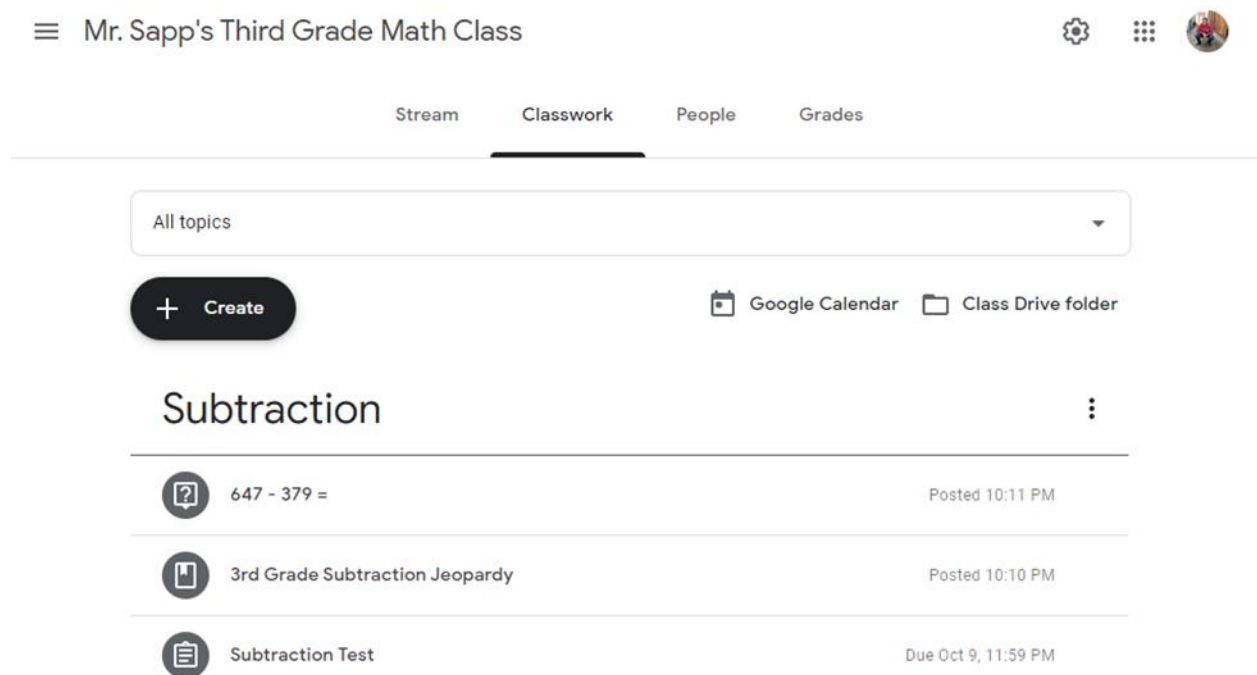 Mr. Sapp's Third Grade Math Class
Stream Classwork People Grades
All topics
Create
Google Calendar Class Drive folder
Subtraction
647 - 379 = Posted 10:11 PM
3rd Grade Subtraction Jeopardy Posted 10:10 PM
Subtraction Test Due Oct 9, 11:59 PM